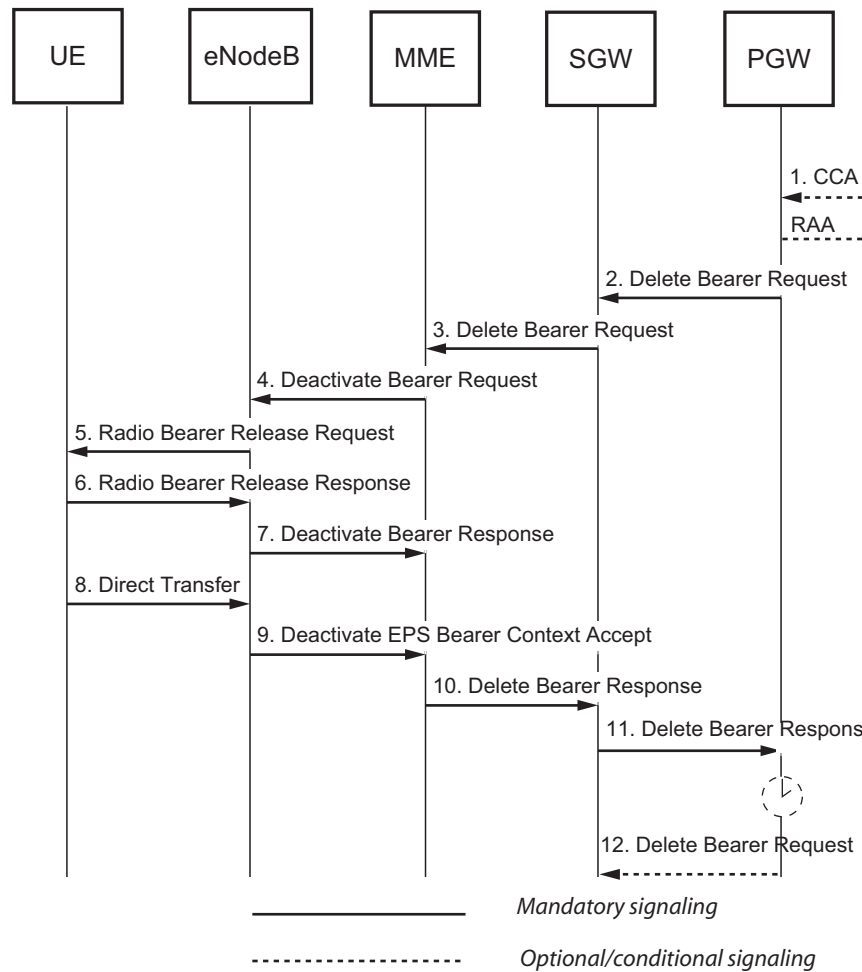 UE
eNodeB
MME
SGW
PGW
1. CCA
RAA
2. Delete Bearer Request
3. Delete Bearer Request
4. Deactivate Bearer Request
5. Radio Bearer Release Request
6. Radio Bearer Release Response
7. Deactivate Bearer Response
8. Direct Transfer
9. Deactivate EPS Bearer Context Accept
10. Delete Bearer Response
11. Delete Bearer Respons
12. Delete Bearer Request
Mandatory signaling
Optional/conditional signaling